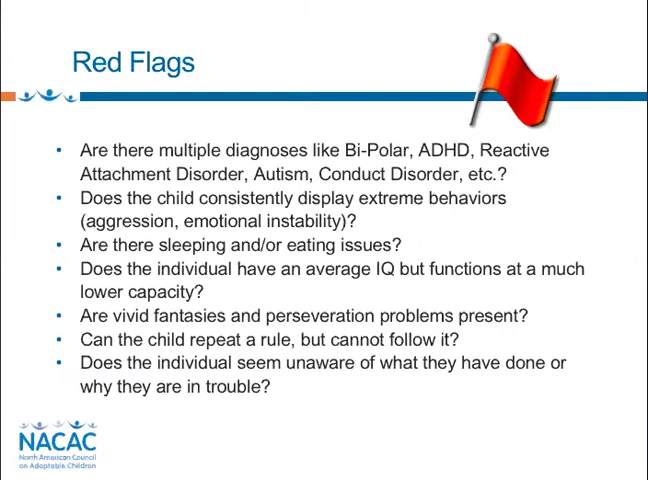 Red Flags
• Are there multiple diagnoses like Bi-Polar, ADHD, Reactive
Attachment Disorder, Autism, Conduct Disorder, etc.?
• Does the child consistently display extreme behaviors
(aggression, emotional instability)?
• Are there sleeping and/or eating issues?
• Does the individual have an average IQ but functions at a much
lower capacity?
• Are vivid fantasies and perseveration problems present?
• Can the child repeat a rule, but cannot follow it?
• Does the individual seem unaware of what they have done or
why they are in trouble?
NACAC
North American Council
on Adoptable Children